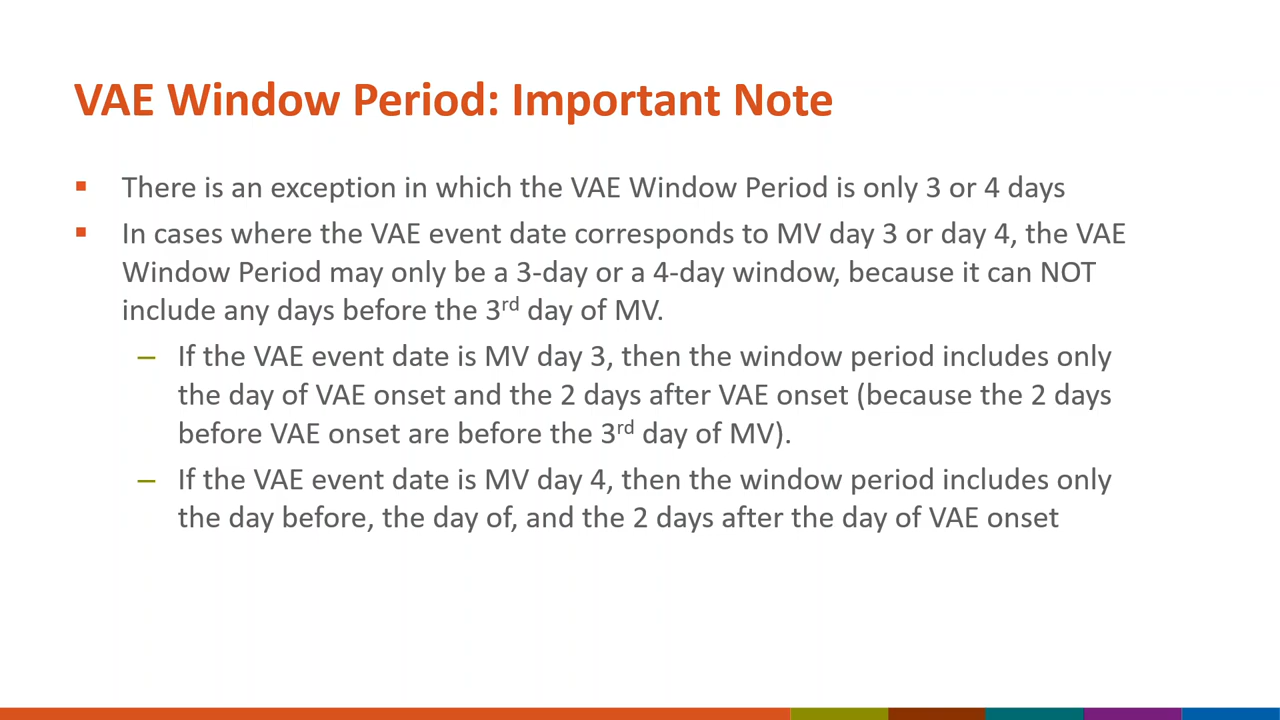 VAE Window Period: Important Note
▪ There is an exception in which the VAE Window Period is only 3 or 4 days
▪ In cases where the VAE event date corresponds to MV day 3 or day 4, the VAE
Window Period may only be a 3-day or a 4-day window, because it can NOT
include any days before the 3rd day of MV.
– If the VAE event date is MV day 3, then the window period includes only
the day of VAE onset and the 2 days after VAE onset (because the 2 days
before VAE onset are before the 3rd day of MV).
– If the VAE event date is MV day 4, then the window period includes only
the day before, the day of, and the 2 days after the day of VAE onset